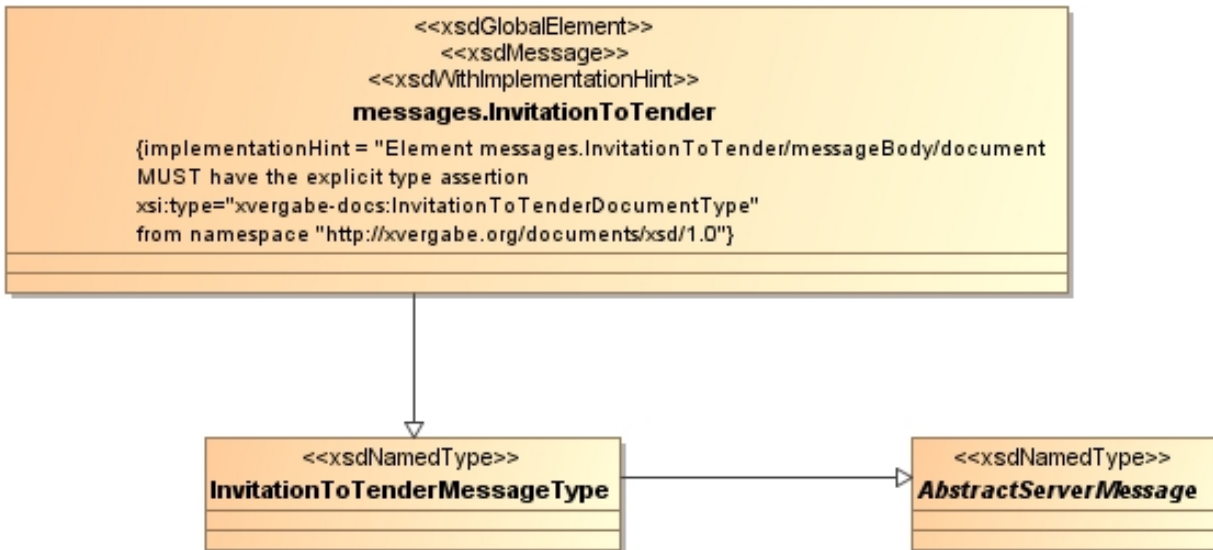 <<xsdGlobalElement>>
<<xsdMessage>>
<<xsdWithImplementationHint>>
messages.InvitationToTender
{implementationHint = "Element messages.InvitationToTender/messageBody/document
MUST have the explicit type assertion
xsi:type="xvergabe-docs:InvitationToTenderDocumentType"
from namespace "http://xvergabe.org/documents/xsd/1.0"}
<<xsdNamedType>>
InvitationToTenderMessageType
<<xsdNamedType>>
AbstractServerMessage